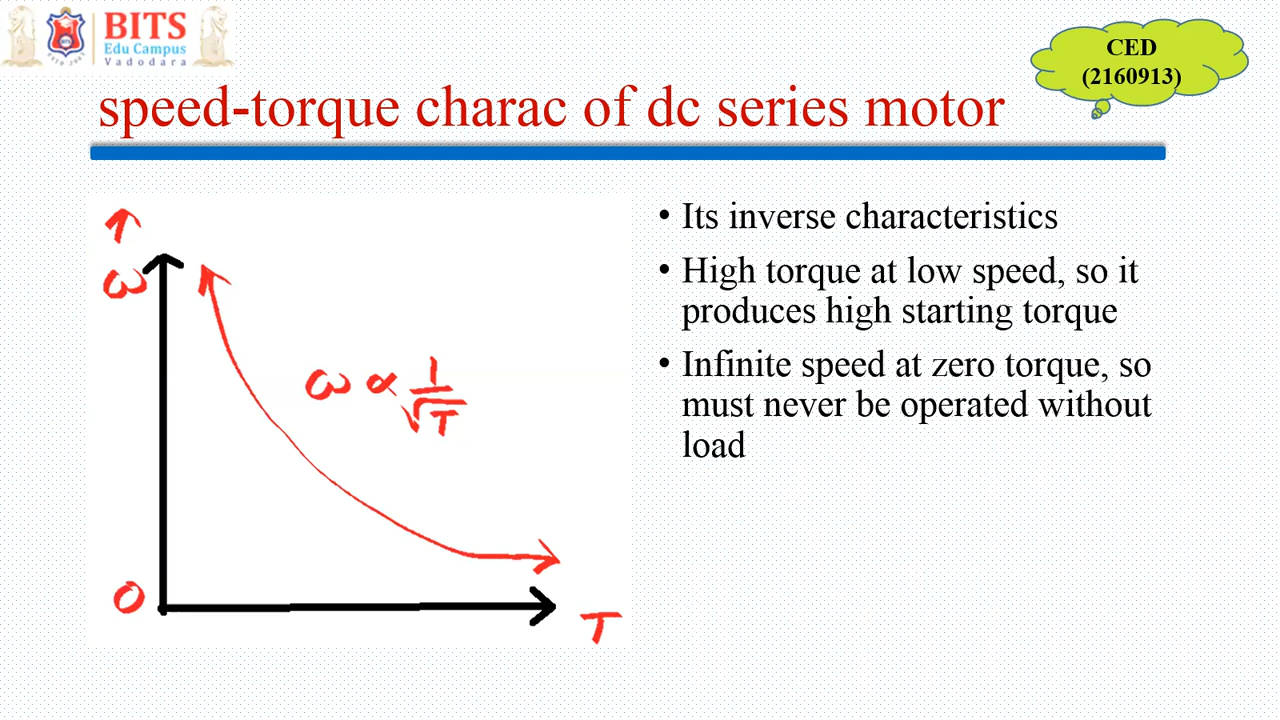 BITS
Edu Campus
Vadodara
CED
(2160913)
speed-torque charac of dc series motor
ω
ω ∝ 1/√T
0
T
• Its inverse characteristics
• High torque at low speed, so it
produces high starting torque
• Infinite speed at zero torque, so
must never be operated without
load